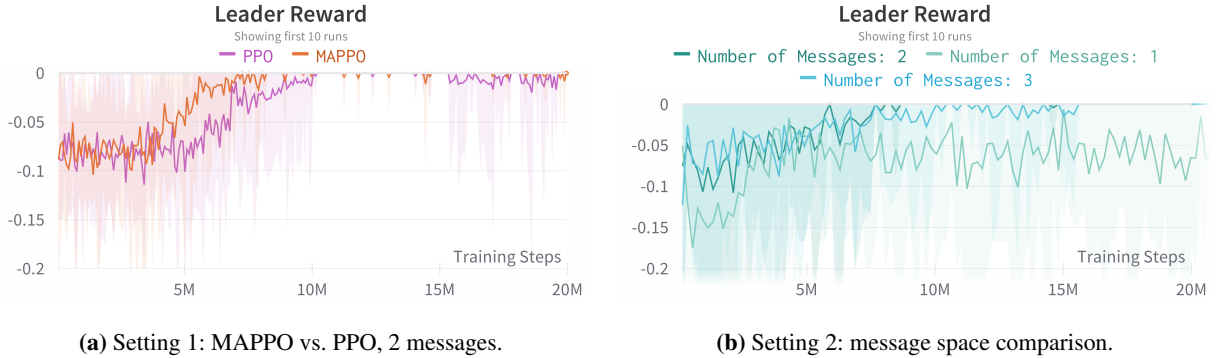 Leader Reward
Showing first 10 runs
PPO MAPPO
0
-0.05
-0.1
-0.15
-0.2
Training Steps
5M 10M 15M 20M
(a) Setting 1: MAPPO vs. PPO, 2 messages.
Leader Reward
Showing first 10 runs
Number of Messages: 2 Number of Messages: 1
Number of Messages: 3
0
-0.05
-0.1
-0.15
-0.2
Training Steps
5M 10M 15M 20M
(b) Setting 2: message space comparison.